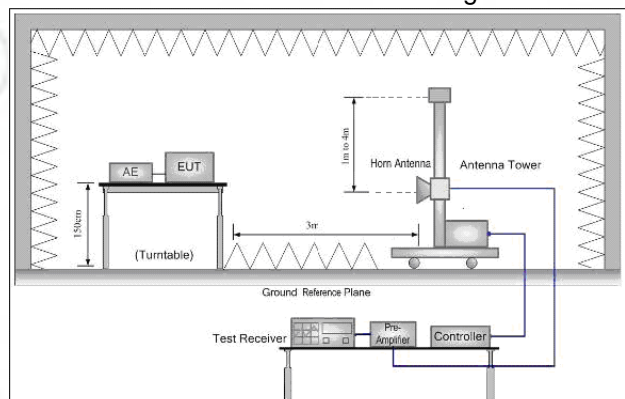 AE
EUT
150cm
(Turntable)
3m
1m to 4m
Horn Antenna
Antenna Tower
Ground Reference Plane
Test Receiver
Pre-
Amplifier
Controller